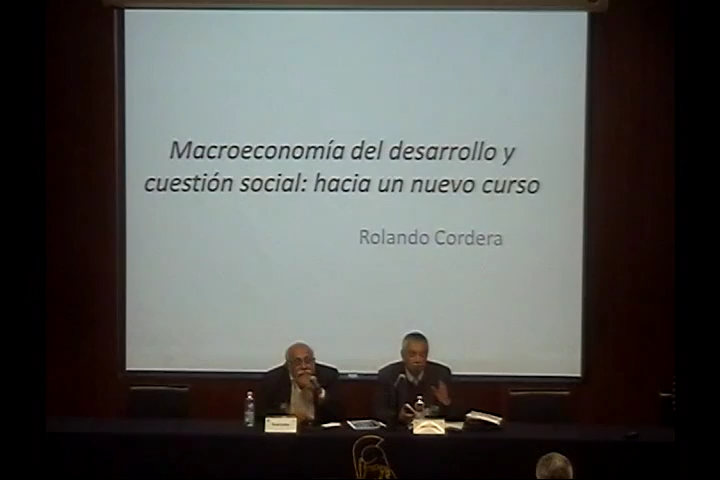 Macroeconomía del desarrollo y
cuestión social: hacia un nuevo curso
Rolando Cordera